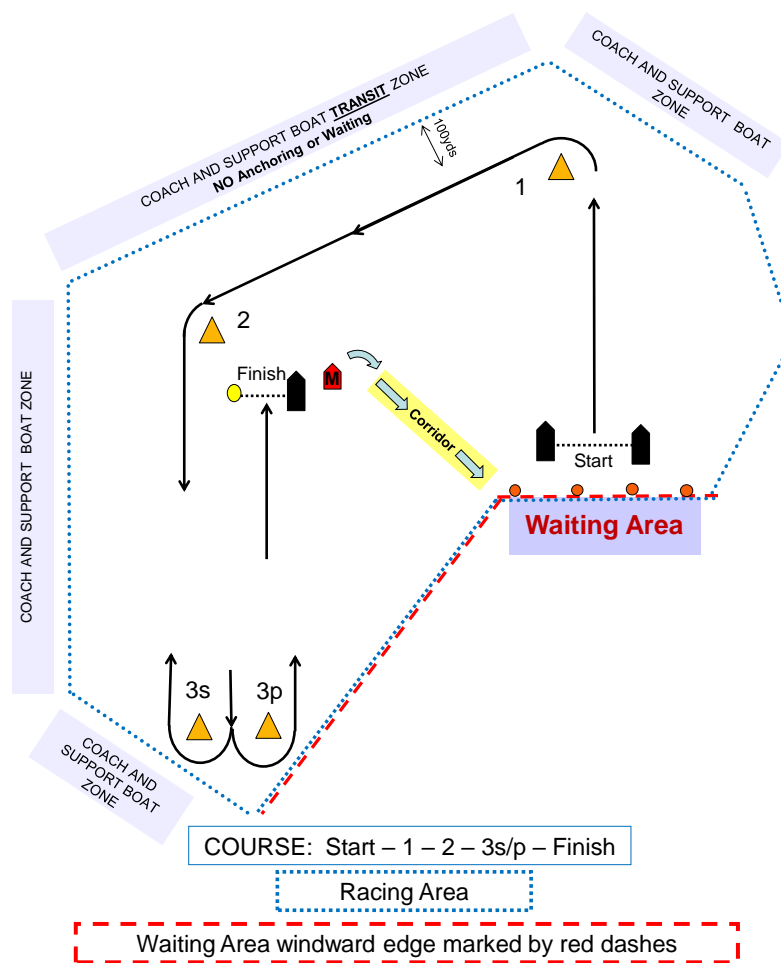 COACH AND SUPPORT BOAT TRANSIT ZONE
NO Anchoring or Waiting
COACH AND SUPPORT BOAT
ZONE
100yds
1
2
Finish
M
Corridor
Start
Waiting Area
COACH AND SUPPORT BOAT ZONE
3s
3p
COACH AND
SUPPORT BOAT
ZONE
COURSE: Start – 1 – 2 – 3s/p – Finish
Racing Area
Waiting Area windward edge marked by red dashes